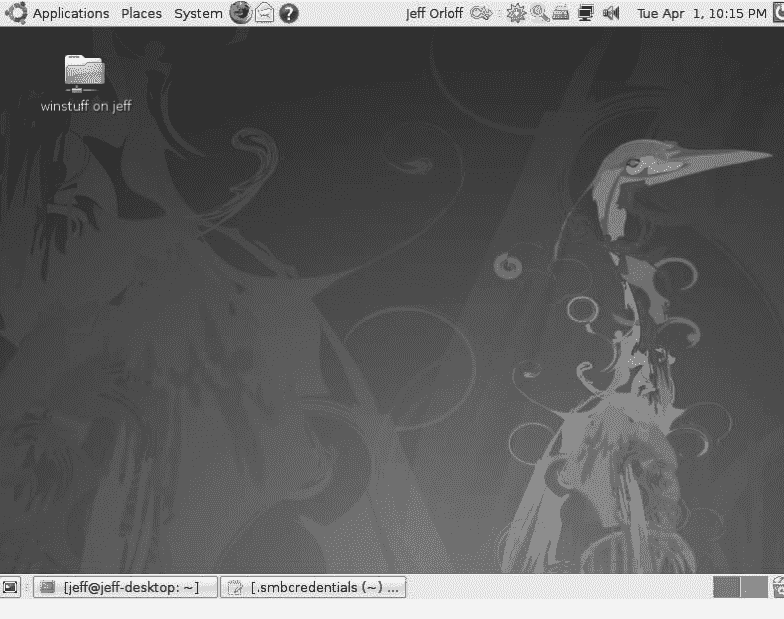 Applications Places System Jeff Orloff Tue Apr 1, 10:15 PM
winstuff on jeff
[jeff@jeff-desktop: ~] [.smbcredentials (~) ...